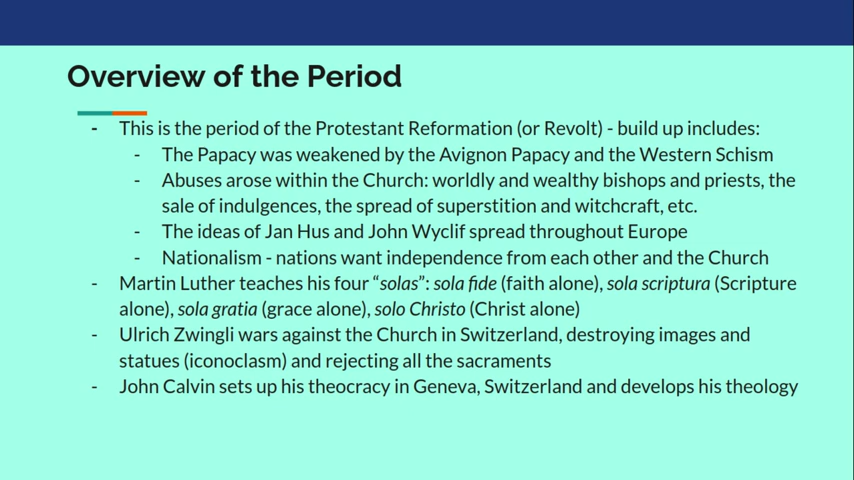 Overview of the Period
- This is the period of the Protestant Reformation (or Revolt) - build up includes:
- The Papacy was weakened by the Avignon Papacy and the Western Schism
- Abuses arose within the Church: worldly and wealthy bishops and priests, the
sale of indulgences, the spread of superstition and witchcraft, etc.
- The ideas of Jan Hus and John Wyclif spread throughout Europe
- Nationalism - nations want independence from each other and the Church
- Martin Luther teaches his four “solas”: sola fide (faith alone), sola scriptura (Scripture
alone), sola gratia (grace alone), solo Christo (Christ alone)
- Ulrich Zwingli wars against the Church in Switzerland, destroying images and
statues (iconoclasm) and rejecting all the sacraments
- John Calvin sets up his theocracy in Geneva, Switzerland and develops his theology